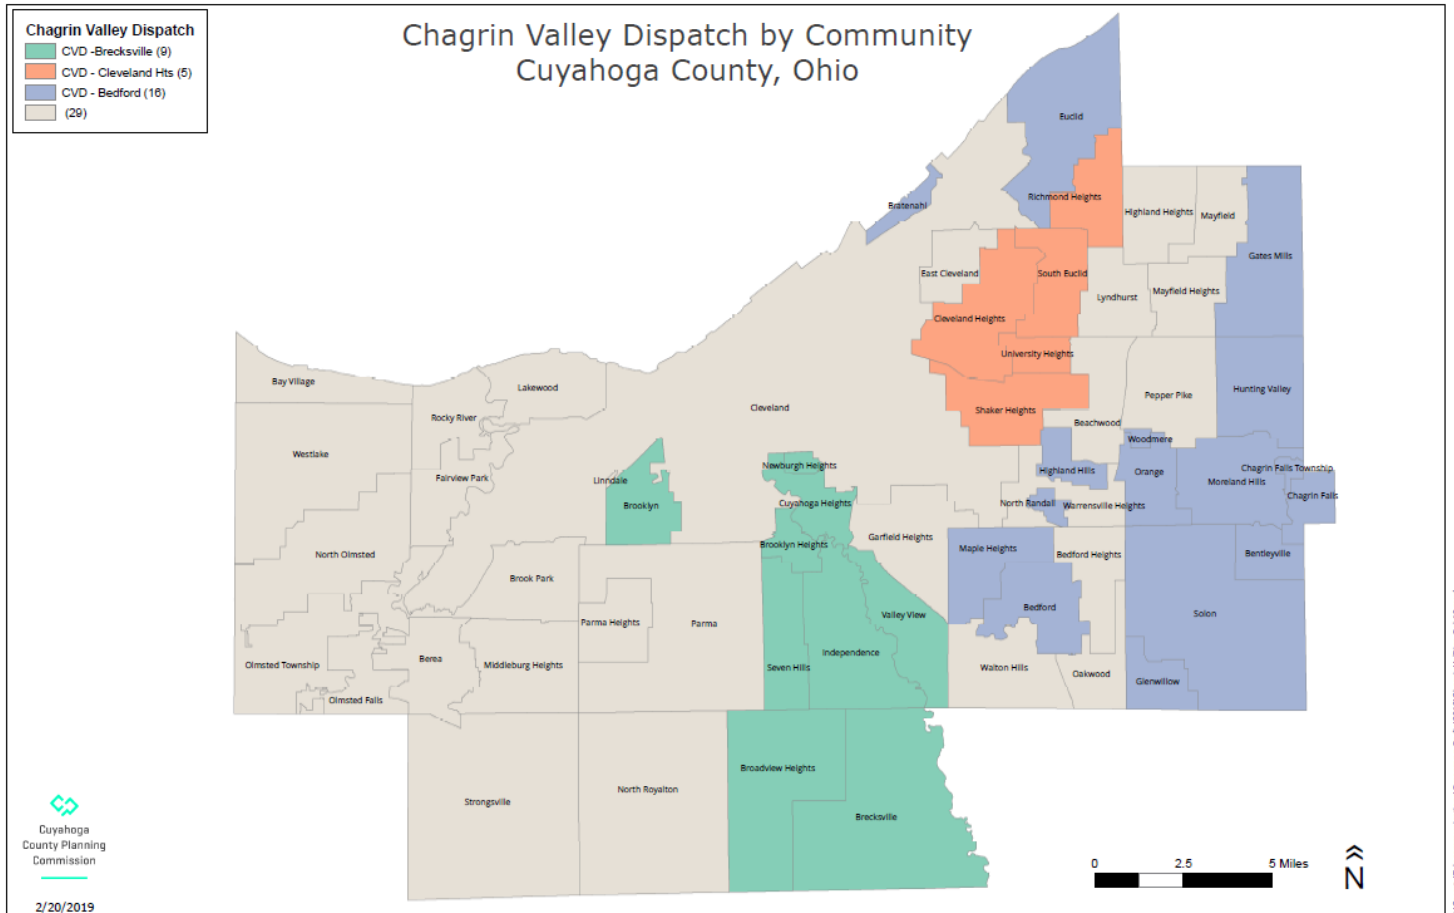 Chagrin Valley Dispatch
CVD -Brecksville (9)
CVD - Cleveland Hts (5)
CVD - Bedford (16)
(29)
Chagrin Valley Dispatch by Community
Cuyahoga County, Ohio
Euclid
Bratenahl
Richmond Heights
Highland Heights
Mayfield
Gates Mills
East Cleveland
South Euclid
Lyndhurst
Mayfield Heights
Cleveland Heights
University Heights
Bay Village
Lakewood
Rocky River
Cleveland
Shaker Heights
Beachwood
Pepper Pike
Hunting Valley
Westlake
Fairview Park
Linndale
Brooklyn
Newburgh Heights
Cuyahoga Heights
Highland Hills
Woodmere
Orange
Moreland Hills
Chagrin Falls Township
Chagrin Falls
North Randall
Warrensville Heights
North Olmsted
Brook Park
Brooklyn Heights
Garfield Heights
Maple Heights
Bedford Heights
Bentleyville
Parma Heights
Parma
Valley View
Bedford
Solon
Olmsted Township
Berea
Middleburg Heights
Seven Hills
Independence
Walton Hills
Oakwood
Glenwillow
Olmsted Falls
Strongsville
North Royalton
Broadview Heights
Brecksville
Cuyahoga
County Planning
Commission
2/20/2019
0 2.5 5 Miles
N